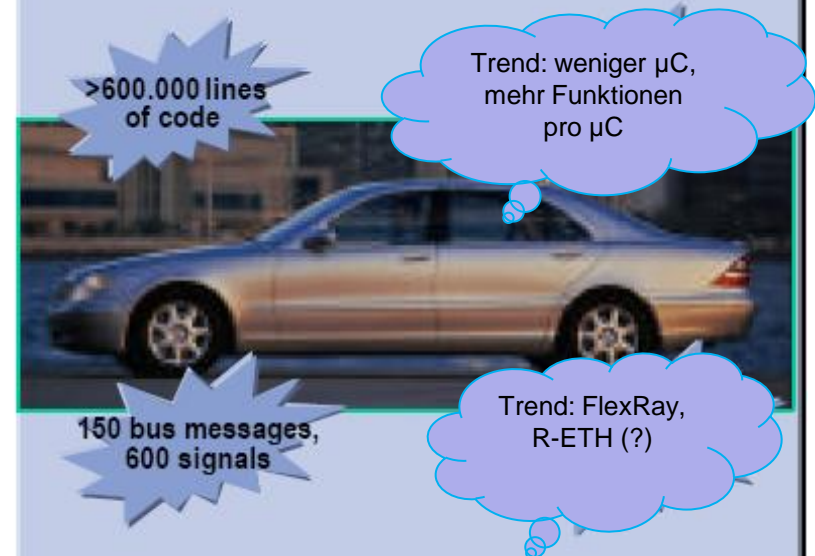 >600.000 lines
of code
Trend: weniger µC,
mehr Funktionen
pro µC
150 bus messages,
600 signals
Trend: FlexRay,
R-ETH (?)